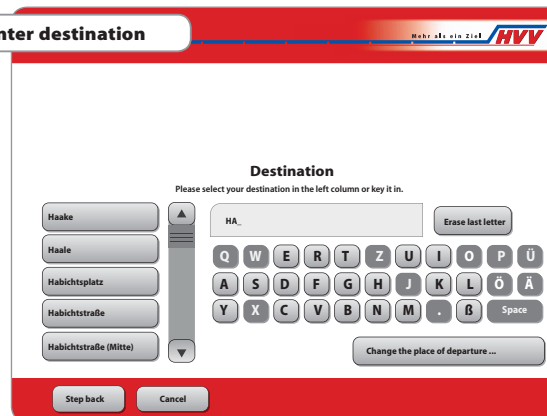 nter destination
Mehr als ein Ziel HVV
Destination
Please select your destination in the left column or key it in.
Haake
HA_
Erase last letter
Haale
Q W E R T Z U I O P Ü
Habichtsplatz
A S D F G H J K L Ö Ä
Habichtstraße
Y X C V B N M . ß Space
Habichtstraße (Mitte)
Change the place of departure ...
Step back
Cancel